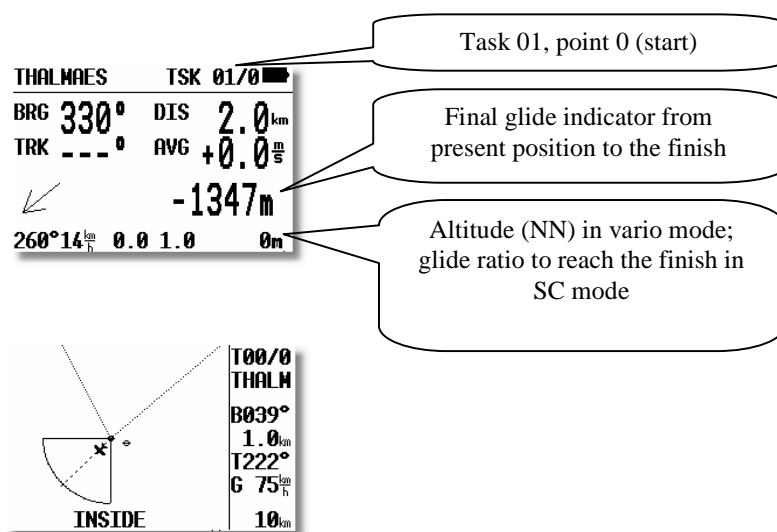 Task 01, point 0 (start)
THALMAES TSK 01/0
BRG 330° DIS 2.0km
TRK ---° AVG +0.0m/s
Final glide indicator from
present position to the finish
-1347m
260°14km/h 0.0 1.0 0m
Altitude (NN) in vario mode;
glide ratio to reach the finish in
SC mode
T00/0
THALM
B039°
1.0km
T222°
G 75km/h
INSIDE 10km